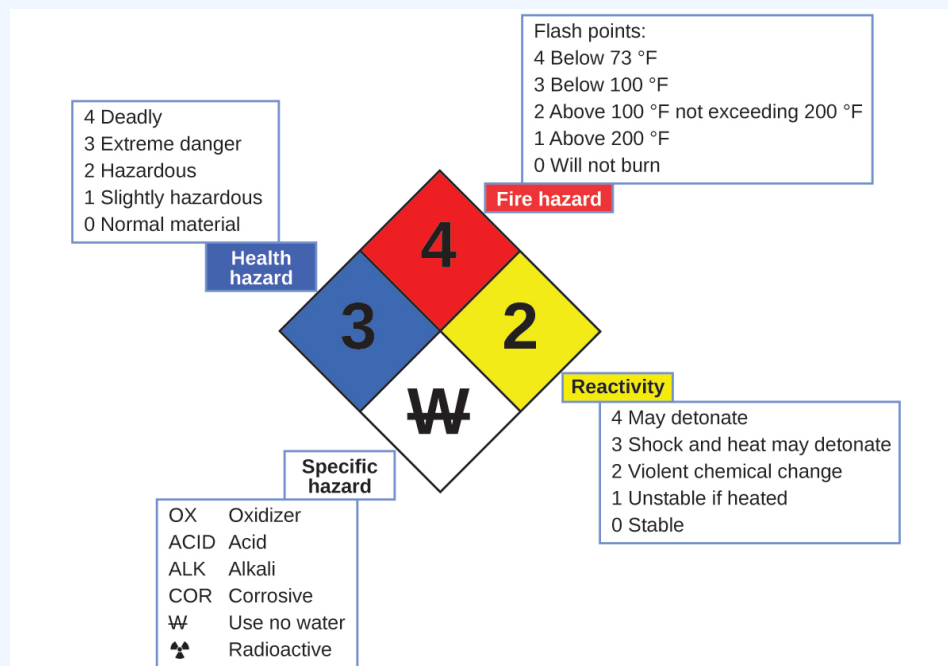 Flash points:
4 Below 73 °F
3 Below 100 °F
2 Above 100 °F not exceeding 200 °F
1 Above 200 °F
0 Will not burn
Fire hazard
4 Deadly
3 Extreme danger
2 Hazardous
1 Slightly hazardous
0 Normal material
Health
hazard
4
3
2
W̶
Reactivity
4 May detonate
3 Shock and heat may detonate
2 Violent chemical change
1 Unstable if heated
0 Stable
Specific
hazard
OX Oxidizer
ACID Acid
ALK Alkali
COR Corrosive
W̶ Use no water
☢ Radioactive